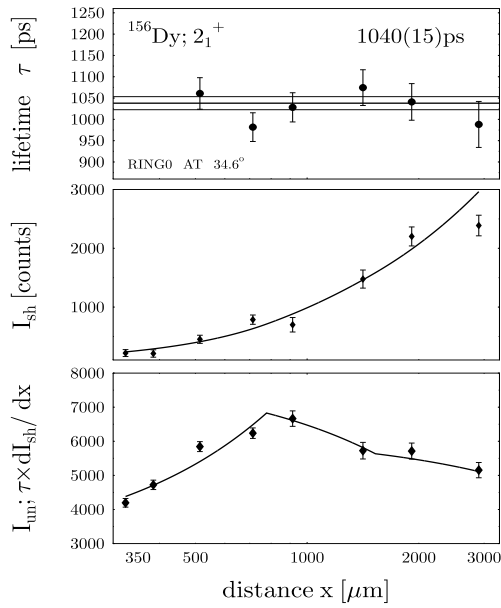 lifetime τ [ps]
1250
1200
1150
1100
1050
1000
950
900
¹⁵⁶Dy; 2₁⁺ 1040(15)ps
RING0 AT 34.6°
I_sh [counts]
3000
2000
1000
I_un; τ×dI_sh/ dx
8000
7000
6000
5000
4000
3000
350 500 1000 2000 3000
distance x [μm]